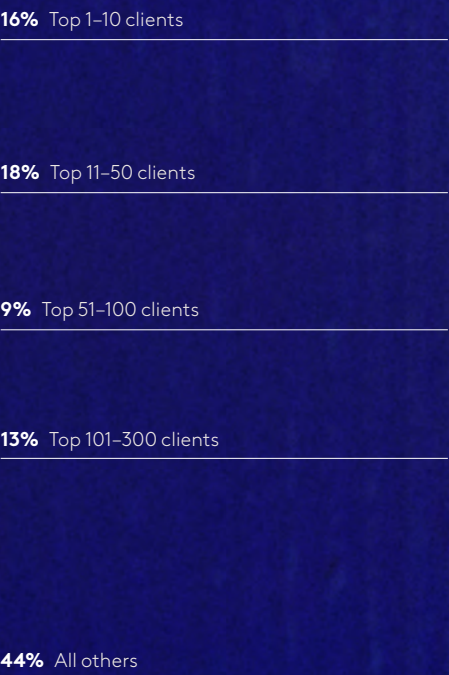 16% Top 1–10 clients
18% Top 11–50 clients
9% Top 51–100 clients
13% Top 101–300 clients
44% All others